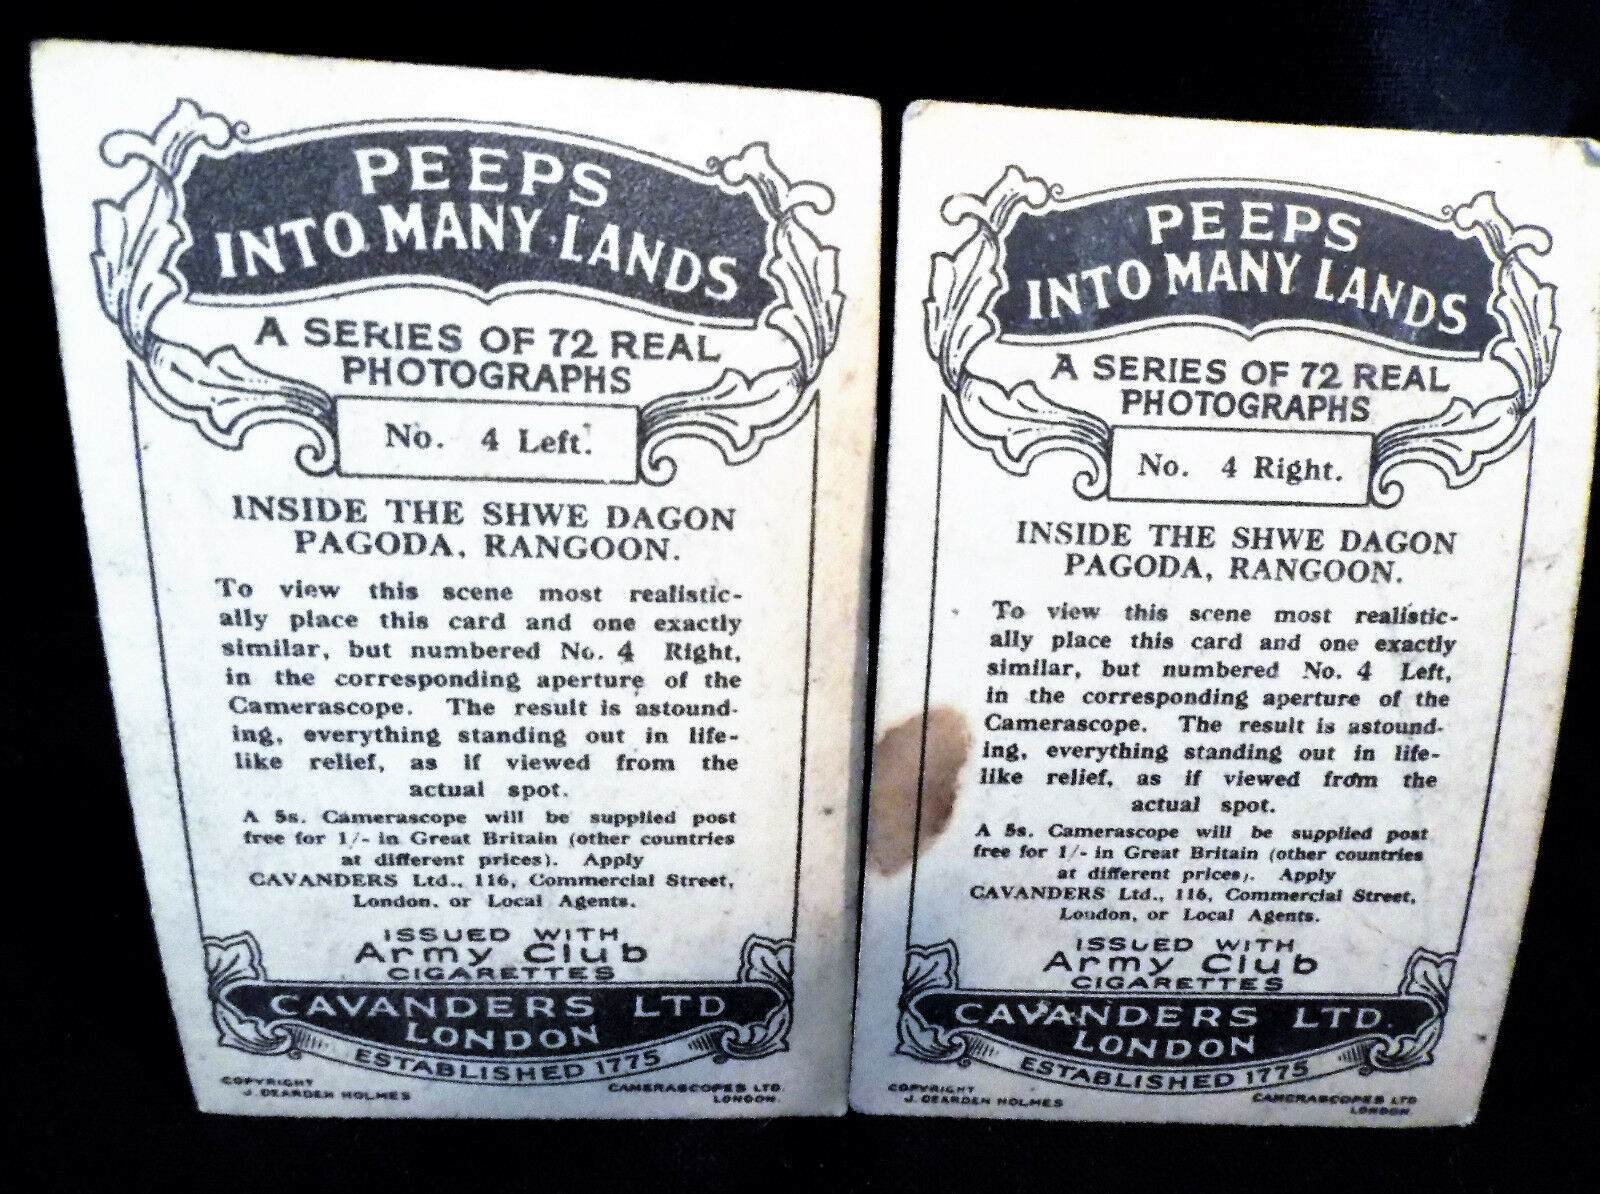 PEEPS
INTO MANY LANDS
A SERIES OF 72 REAL
PHOTOGRAPHS
No. 4 Left.
INSIDE THE SHWE DAGON
PAGODA, RANGOON.
To view this scene most realistic-
ally place this card and one exactly
similar, but numbered No. 4 Right,
in the corresponding aperture of the
Camerascope. The result is astound-
ing, everything standing out in life-
like relief, as if viewed from the
actual spot.
A 5s. Camerascope will be supplied post
free for 1/- in Great Britain (other countries
at different prices). Apply
CAVANDERS Ltd., 116, Commercial Street,
London, or Local Agents.
ISSUED WITH
Army Club
CIGARETTES
CAVANDERS LTD
LONDON
ESTABLISHED 1775
COPYRIGHT
J. DEARDEN HOLMES
CAMERASCOPES LTD.
LONDON.
PEEPS
INTO MANY LANDS
A SERIES OF 72 REAL
PHOTOGRAPHS
No. 4 Right.
INSIDE THE SHWE DAGON
PAGODA, RANGOON.
To view this scene most realistic-
ally place this card and one exactly
similar, but numbered No. 4 Left,
in the corresponding aperture of the
Camerascope. The result is astound-
ing, everything standing out in life-
like relief, as if viewed from the
actual spot.
A 5s. Camerascope will be supplied post
free for 1/- in Great Britain (other countries
at different prices). Apply
CAVANDERS Ltd., 116, Commercial Street,
London, or Local Agents.
ISSUED WITH
Army Club
CIGARETTES
CAVANDERS LTD.
LONDON
ESTABLISHED 1775
COPYRIGHT
J. DEARDEN HOLMES
CAMERASCOPES LTD
LONDON.